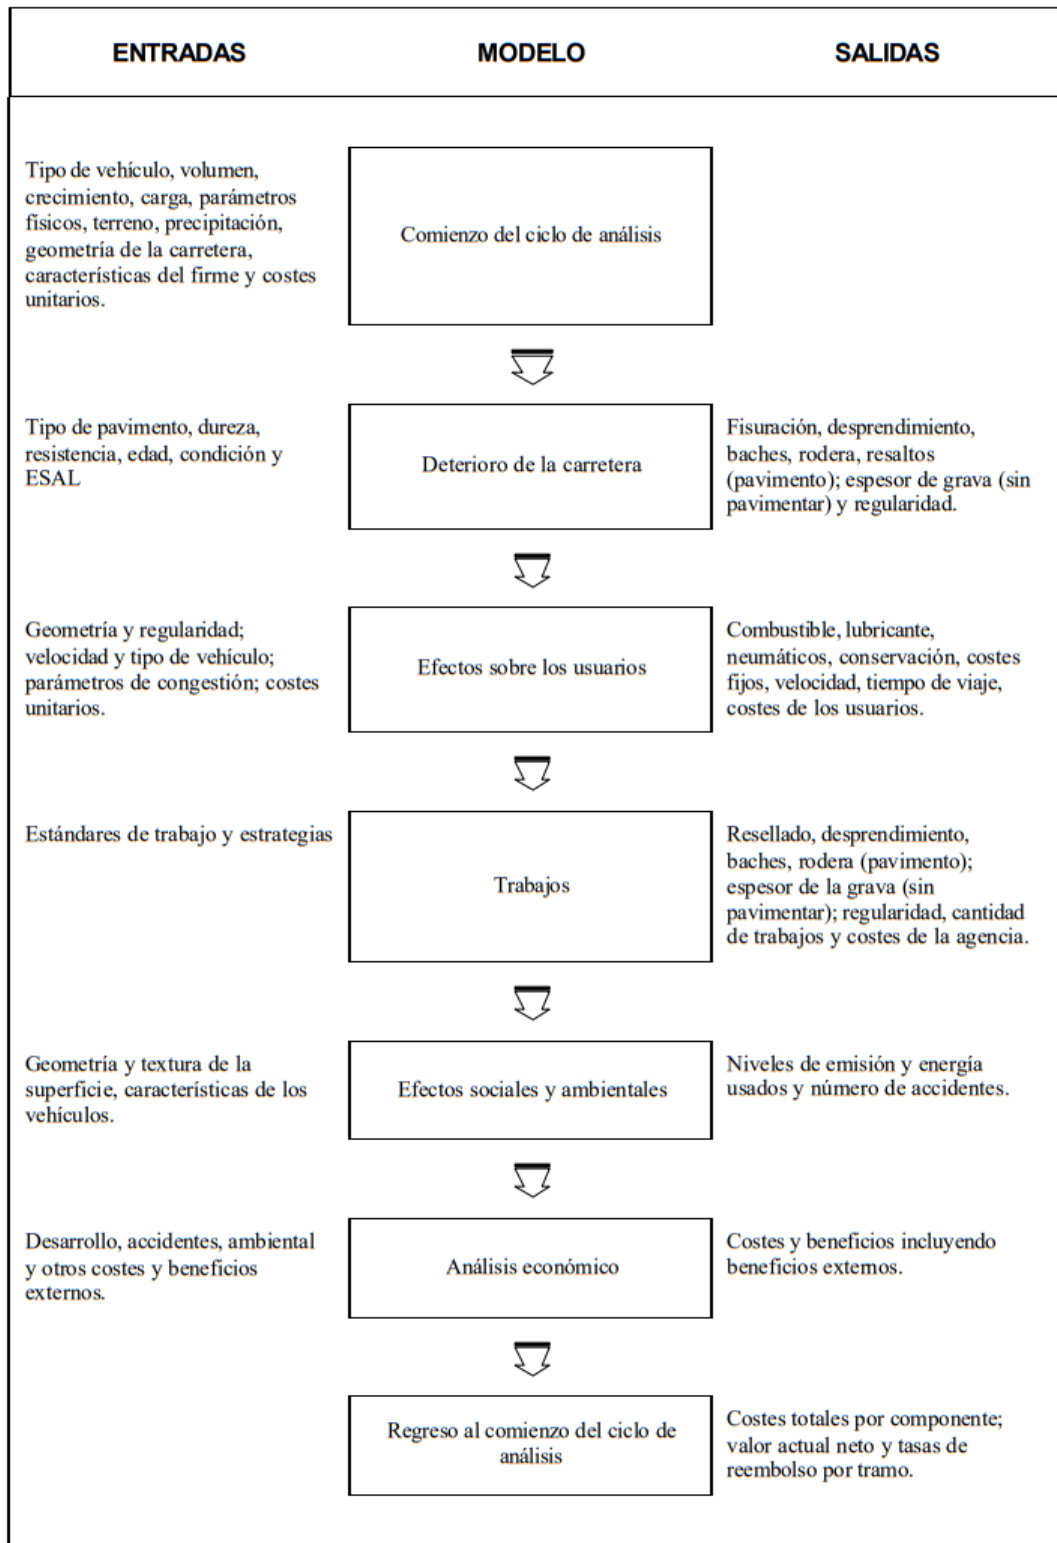 ENTRADAS
MODELO
SALIDAS
Tipo de vehículo, volumen,
crecimiento, carga, parámetros
físicos, terreno, precipitación,
geometría de la carretera,
características del firme y costes
unitarios.
Comienzo del ciclo de análisis
Tipo de pavimento, dureza,
resistencia, edad, condición y
ESAL
Deterioro de la carretera
Fisuración, desprendimiento,
baches, rodera, resaltos
(pavimento); espesor de grava (sin
pavimentar) y regularidad.
Geometría y regularidad;
velocidad y tipo de vehículo;
parámetros de congestión; costes
unitarios.
Efectos sobre los usuarios
Combustible, lubricante,
neumáticos, conservación, costes
fijos, velocidad, tiempo de viaje,
costes de los usuarios.
Estándares de trabajo y estrategias
Trabajos
Resellado, desprendimiento,
baches, rodera (pavimento);
espesor de la grava (sin
pavimentar); regularidad, cantidad
de trabajos y costes de la agencia.
Geometría y textura de la
superficie, características de los
vehículos.
Efectos sociales y ambientales
Niveles de emisión y energía
usados y número de accidentes.
Desarrollo, accidentes, ambiental
y otros costes y beneficios
externos.
Análisis económico
Costes y beneficios incluyendo
beneficios externos.
Regreso al comienzo del ciclo de
análisis
Costes totales por componente;
valor actual neto y tasas de
reembolso por tramo.